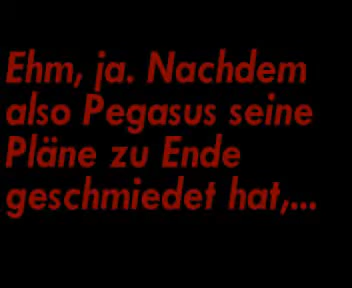 Ehm, ja. Nachdem
also Pegasus seine
Pläne zu Ende
geschmiedet hat,...